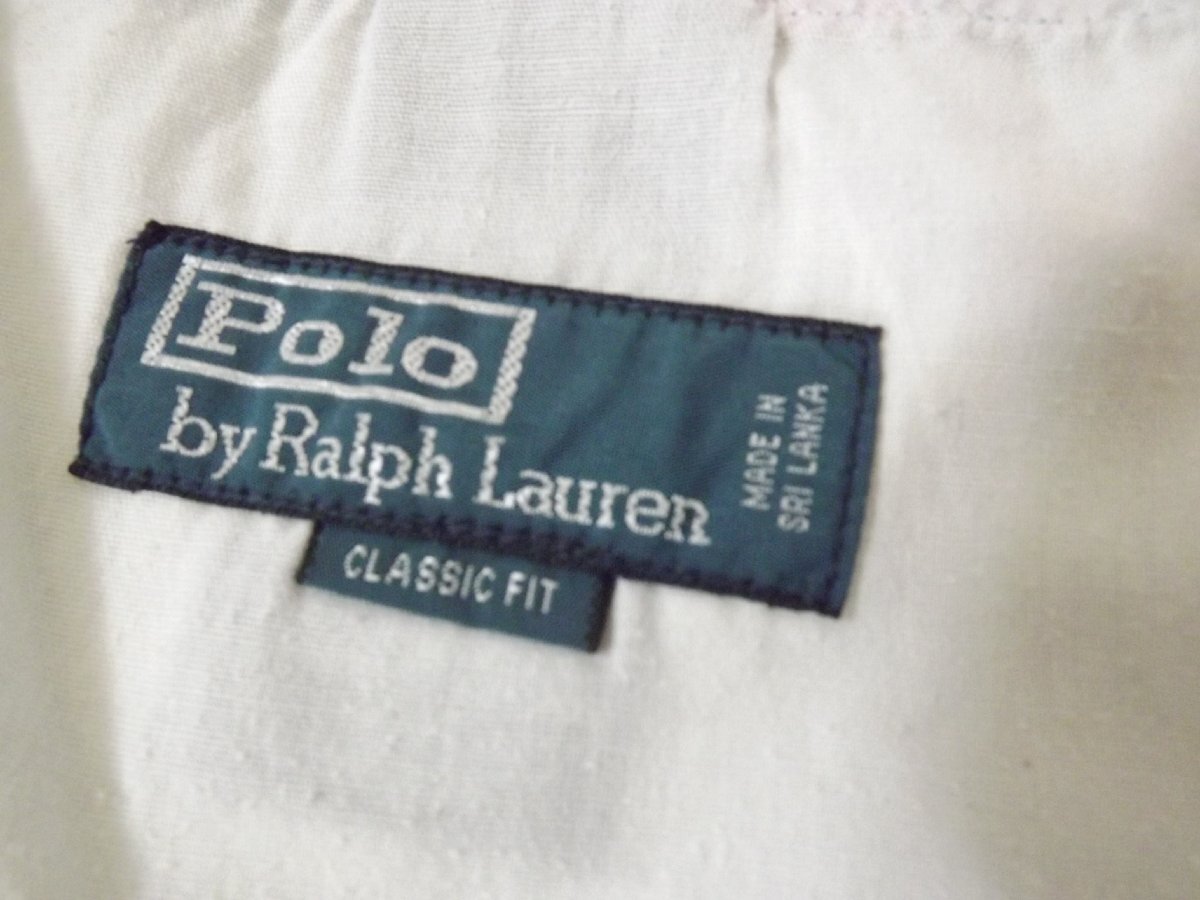 Polo
by Ralph Lauren
MADE IN
SRI LANKA
CLASSIC FIT